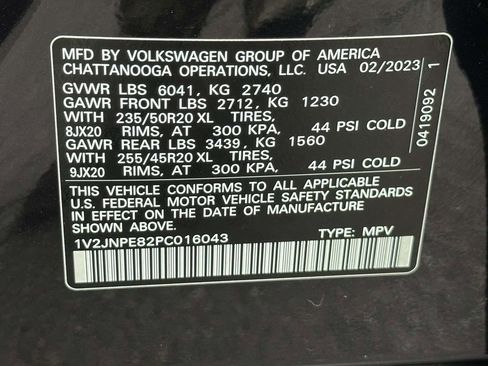 MFD BY VOLKSWAGEN GROUP OF AMERICA
CHATTANOOGA OPERATIONS, LLC. USA 02/2023
GVWR LBS 6041, KG 2740
GAWR FRONT LBS 2712, KG 1230
WITH 235/50R20 XL TIRES,
8JX20 RIMS, AT 300 KPA, 44 PSI COLD
GAWR REAR LBS 3439, KG 1560
WITH 255/45R20 XL TIRES,
9JX20 RIMS, AT 300 KPA, 44 PSI COLD
THIS VEHICLE CONFORMS TO ALL APPLICABLE
U.S. FEDERAL MOTOR VEHICLE SAFETY STANDARDS
IN EFFECT ON THE DATE OF MANUFACTURE
SHOWN ABOVE.
1V2JNPE82PC016043 TYPE: MPV
0419092 1